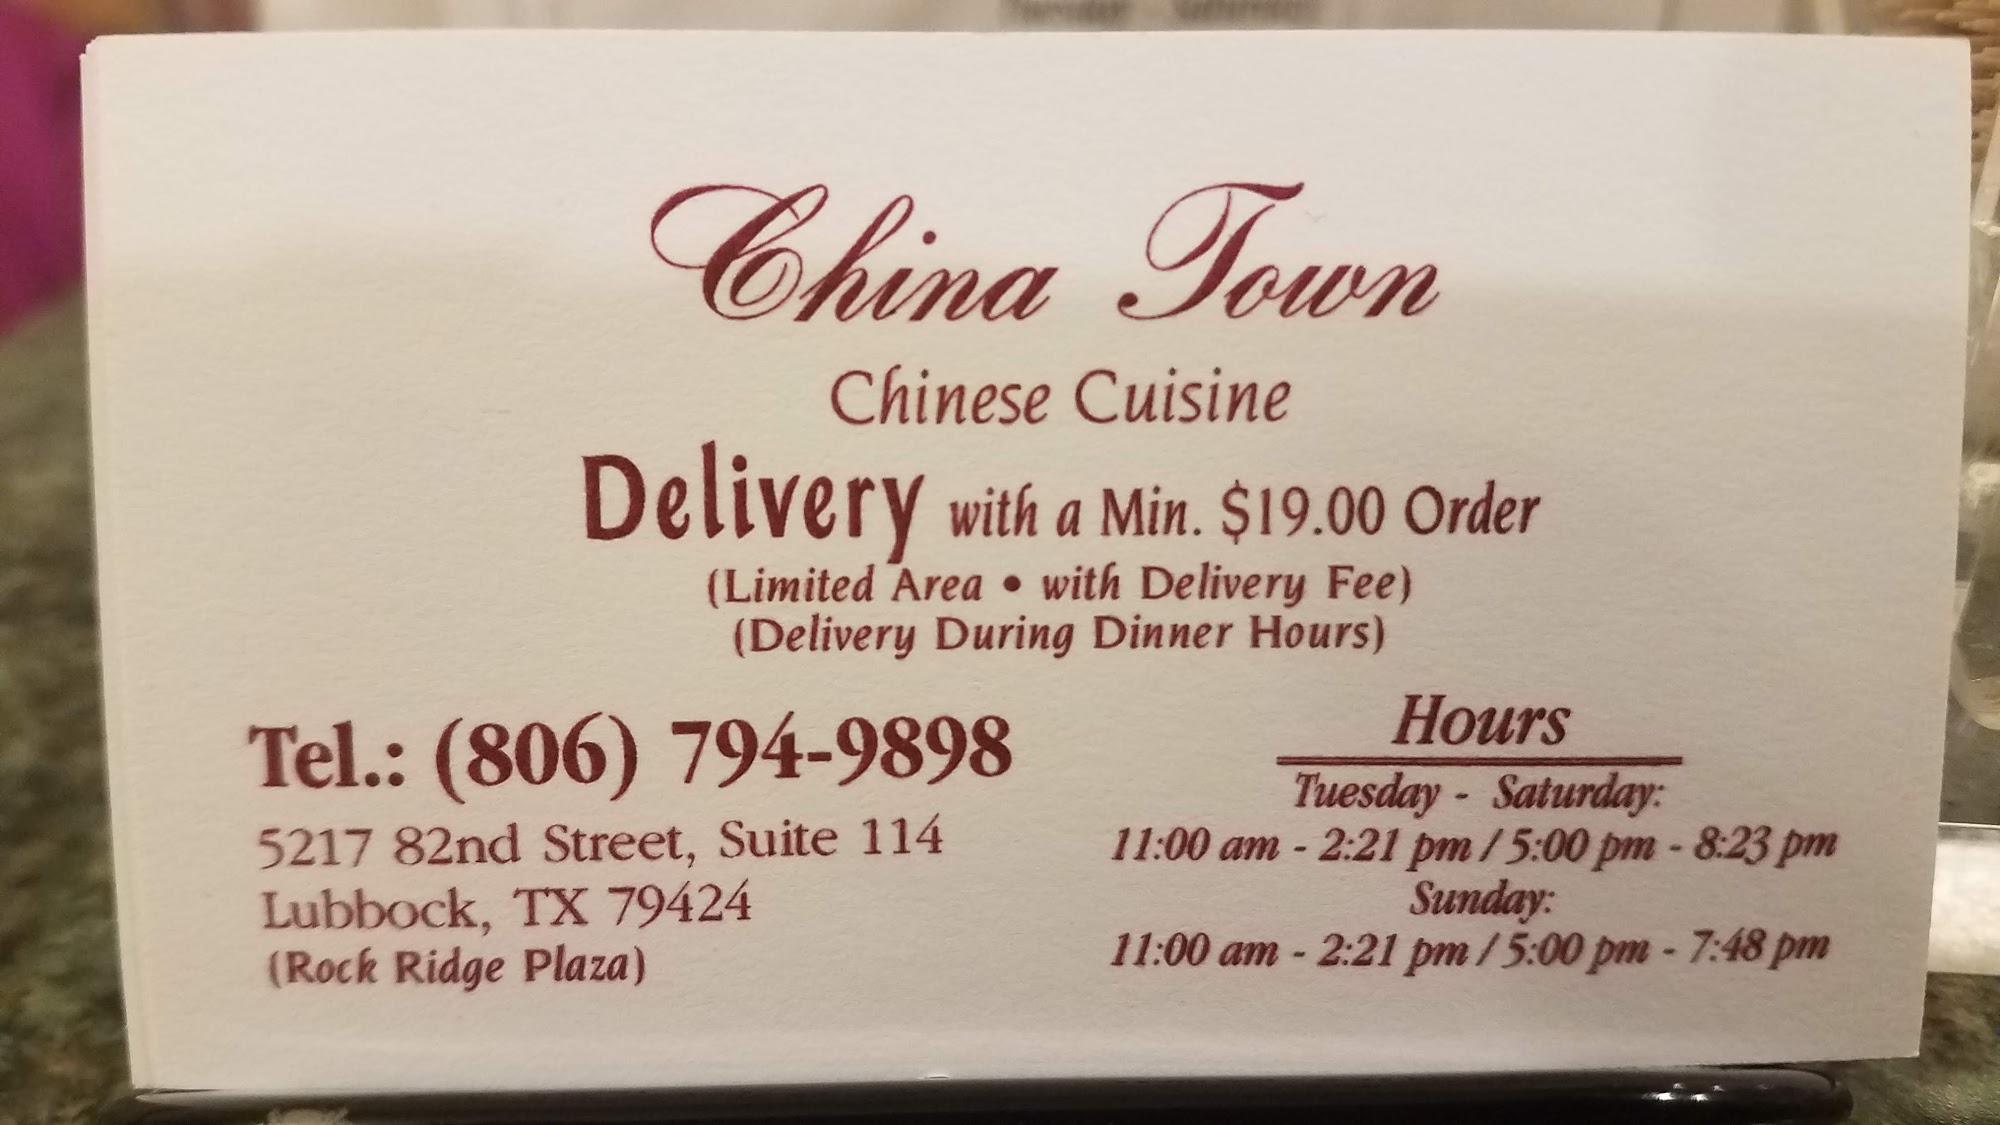 China Town
Chinese Cuisine
Delivery with a Min. $19.00 Order
(Limited Area • with Delivery Fee)
(Delivery During Dinner Hours)
Tel.: (806) 794-9898
5217 82nd Street, Suite 114
Lubbock, TX 79424
(Rock Ridge Plaza)
Hours
Tuesday - Saturday:
11:00 am - 2:21 pm / 5:00 pm - 8:23 pm
Sunday:
11:00 am - 2:21 pm / 5:00 pm - 7:48 pm